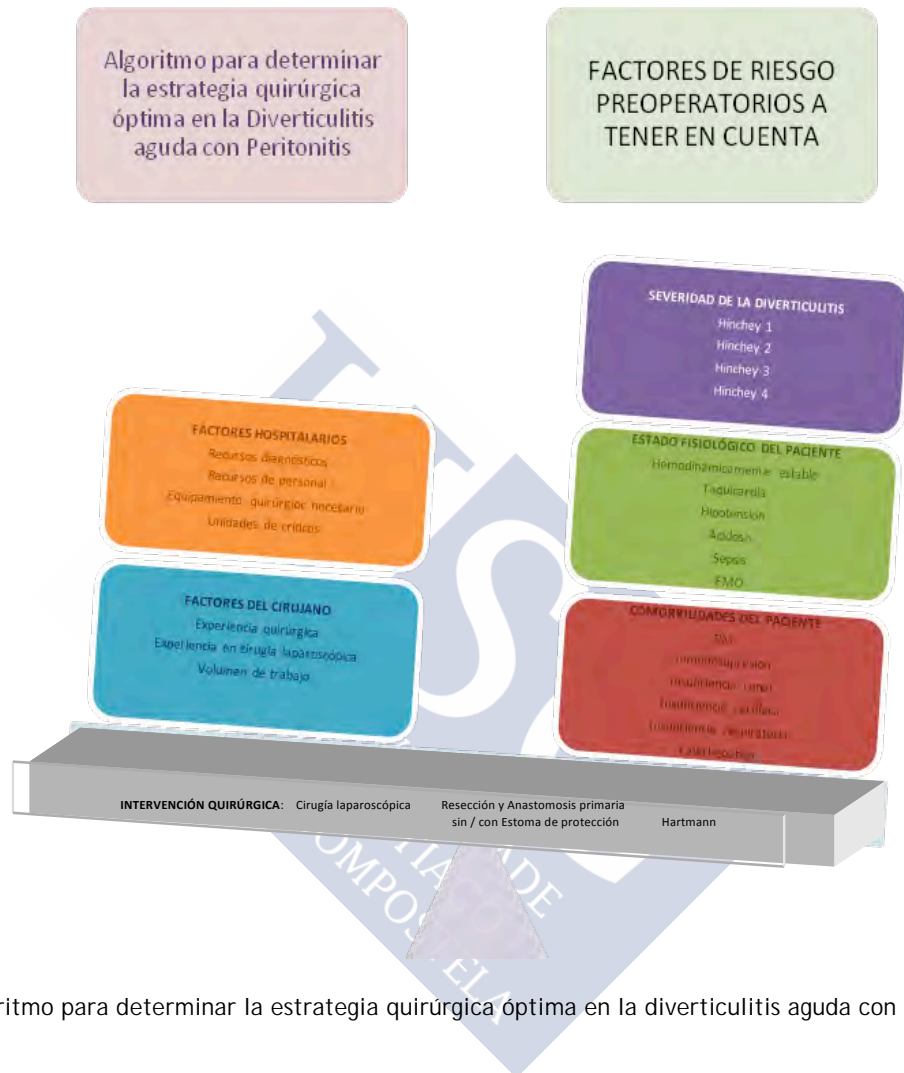 Algoritmo para determinar
la estrategia quirúrgica
óptima en la Diverticulitis
aguda con Peritonitis
FACTORES DE RIESGO
PREOPERATORIOS A
TENER EN CUENTA
SEVERIDAD DE LA DIVERTICULITIS
Hinchey 1
Hinchey 2
Hinchey 3
Hinchey 4
FACTORES HOSPITALARIOS
Recursos diagnósticos
Recursos de personal
Equipamiento quirúrgico necesario
Unidades de críticos
ESTADO FISIOLÓGICO DEL PACIENTE
Hemodinámicamente estable
Taquicardia
Hipotensión
Acidosis
Sepsis
FMO
FACTORES DEL CIRUJANO
Experiencia quirúrgica
Experiencia en cirugía laparoscópica
Volumen de trabajo
COMORBILIDADES DEL PACIENTE
Inmunosupresión
Insuficiencia renal
Insuficiencia cardíaca
Insuficiencia respiratoria
INTERVENCIÓN QUIRÚRGICA: Cirugía laparoscópica Resección y Anastomosis primaria
sin / con Estoma de protección Hartmann
DE
COMPOSTELA
ritmo para determinar la estrategia quirúrgica óptima en la diverticulitis aguda con